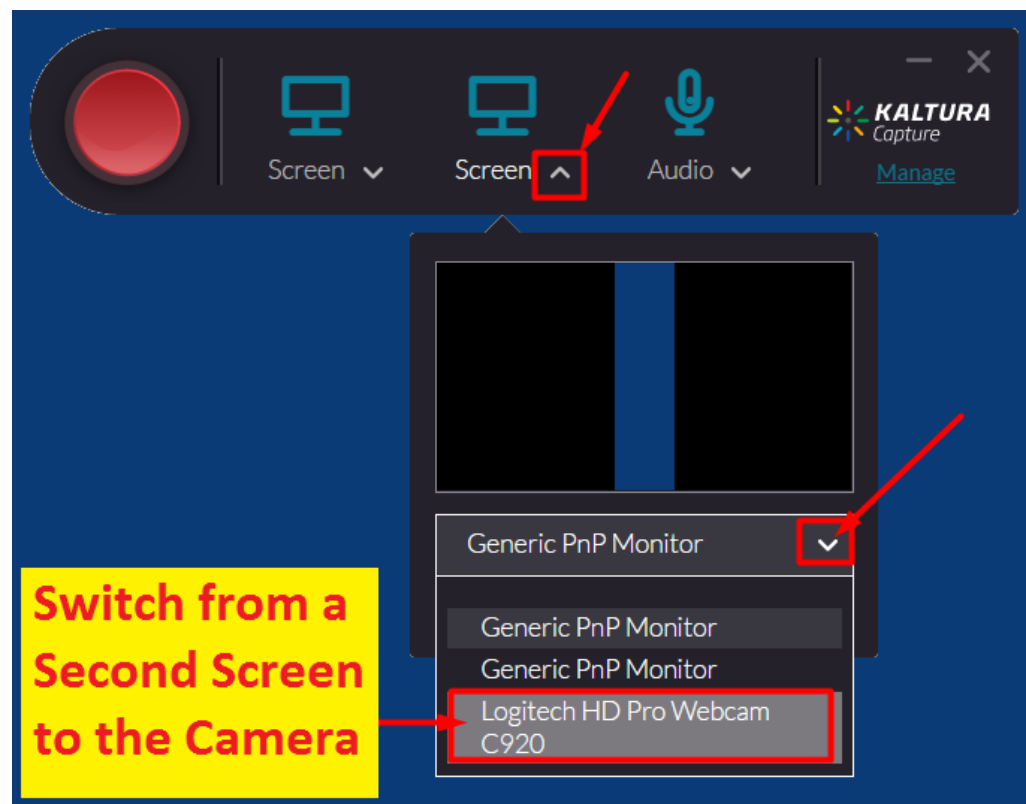 KALTURA
Capture
Screen
Screen
Audio
Manage
Generic PnP Monitor
Generic PnP Monitor
Generic PnP Monitor
Logitech HD Pro Webcam
C920
Switch from a
Second Screen
to the Camera